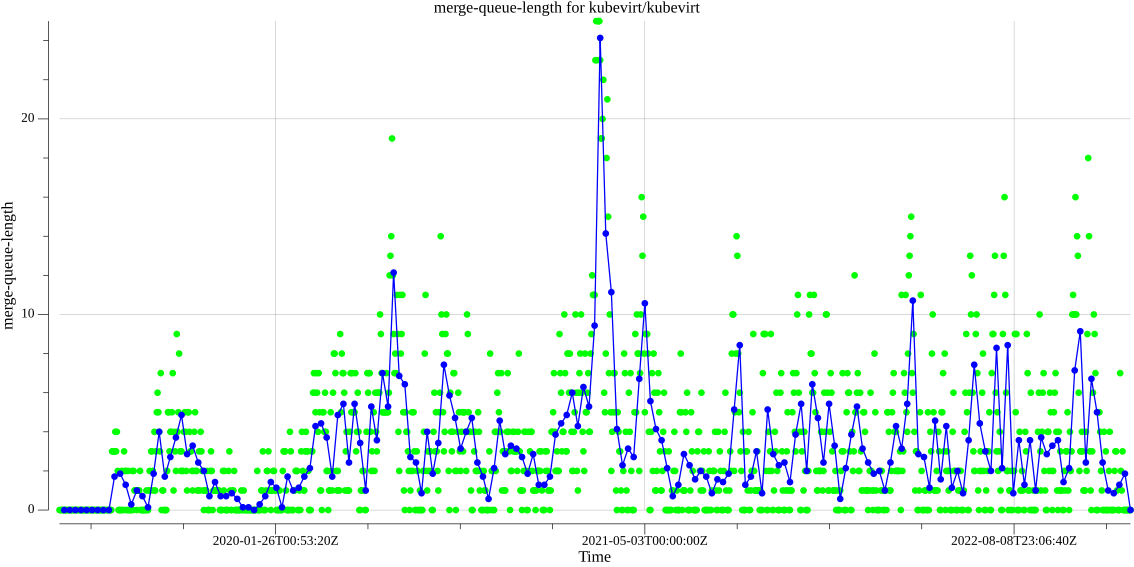 merge-queue-length for kubevirt/kubevirt
20
merge-queue-length
10
0
2020-01-26T00:53:20Z
2021-05-03T00:00:00Z
2022-08-08T23:06:40Z
Time